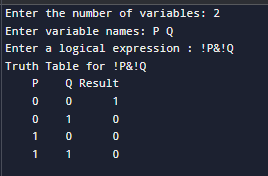 Enter the number of variables: 2
Enter variable names: P Q
Enter a logical expression : !P&!Q
Truth Table for !P&!Q
P Q Result
0 0 1
0 1 0
1 0 0
1 1 0